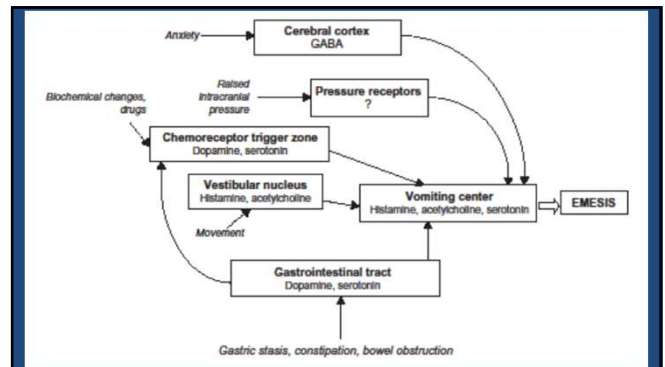 Anxiety
Cerebral cortex
GABA
Raised
Intracranial
pressure
Pressure receptors
?
Biochemical changes,
drugs
Chemoreceptor trigger zone
Dopamine, serotonin
Vestibular nucleus
Histamine, acetylcholine
Movement
Vomiting center
Histamine, acetylcholine, serotonin
EMESIS
Gastrointestinal tract
Dopamine, serotonin
Gastric stasis, constipation, bowel obstruction